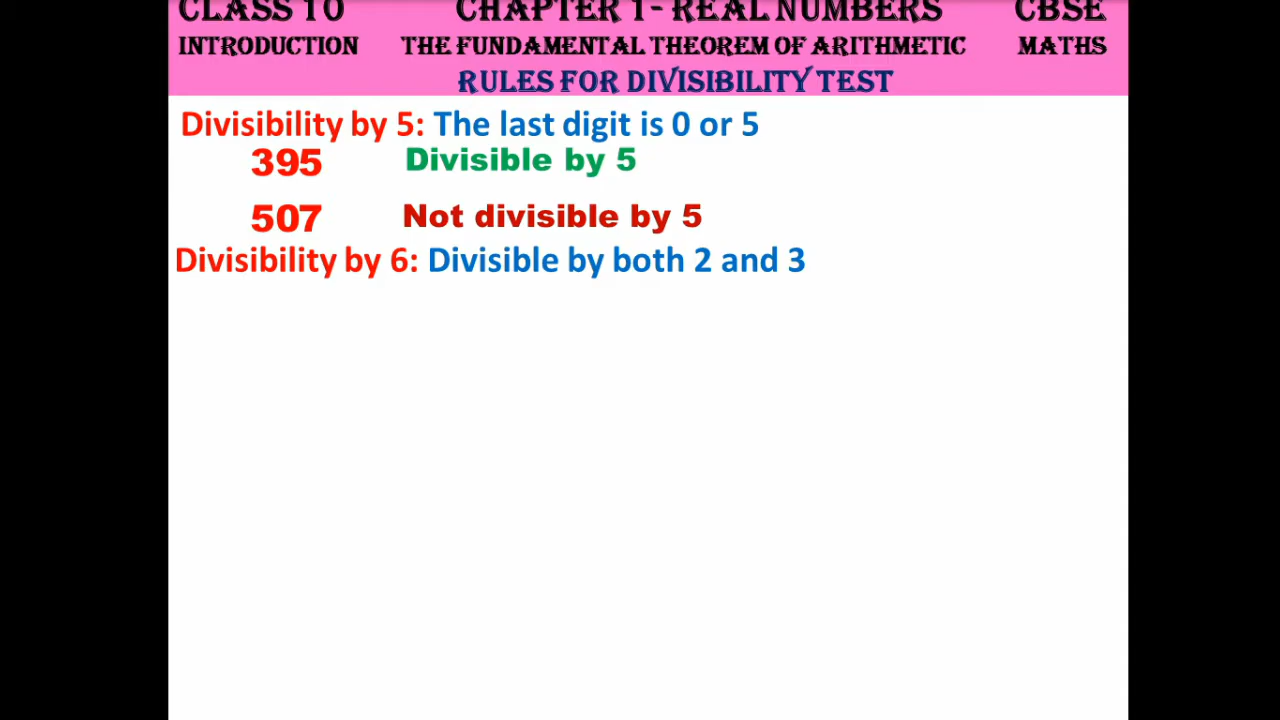 CLASS 10 CHAPTER 1- REAL NUMBERS CBSE
INTRODUCTION THE FUNDAMENTAL THEOREM OF ARITHMETIC MATHS
RULES FOR DIVISIBILITY TEST
Divisibility by 5: The last digit is 0 or 5
395 Divisible by 5
507 Not divisible by 5
Divisibility by 6: Divisible by both 2 and 3